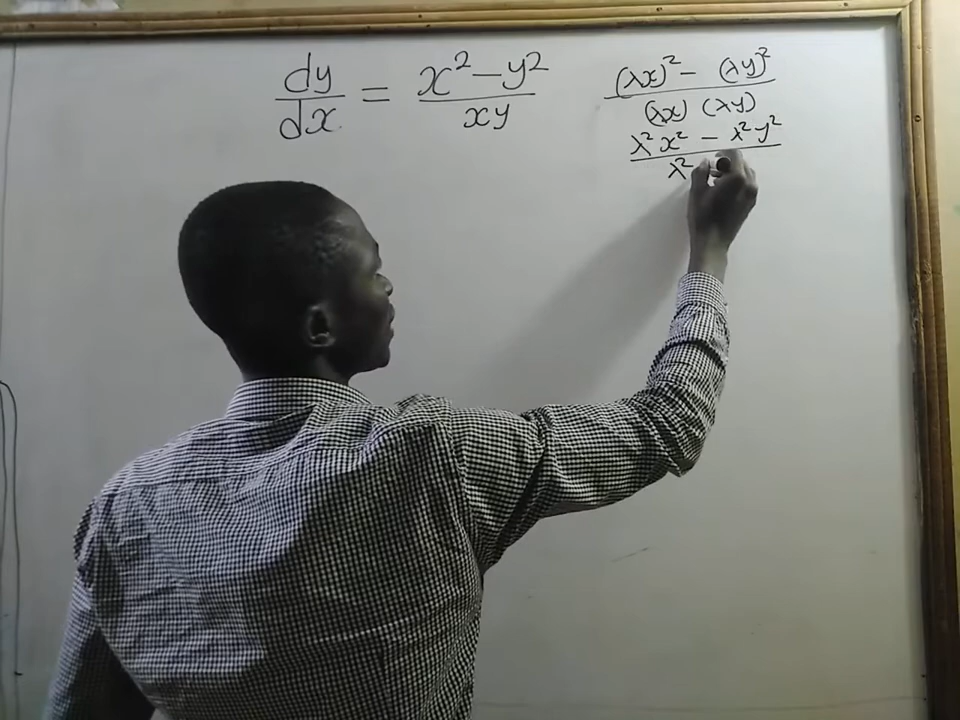 dy/dx = (x² − y²)/(xy)
((λx)² − (λy)²)/((λx)(λy))
(λ²x² − λ²y²)/(λ²